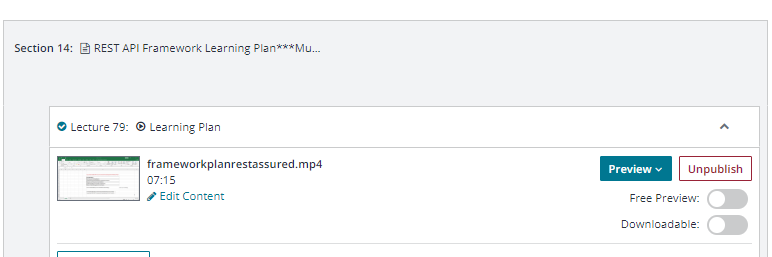 Section 14: REST API Framework Learning Plan***Mu...
Lecture 79: Learning Plan
frameworkplanrestassured.mp4
07:15
Edit Content
Preview
Unpublish
Free Preview:
Downloadable: